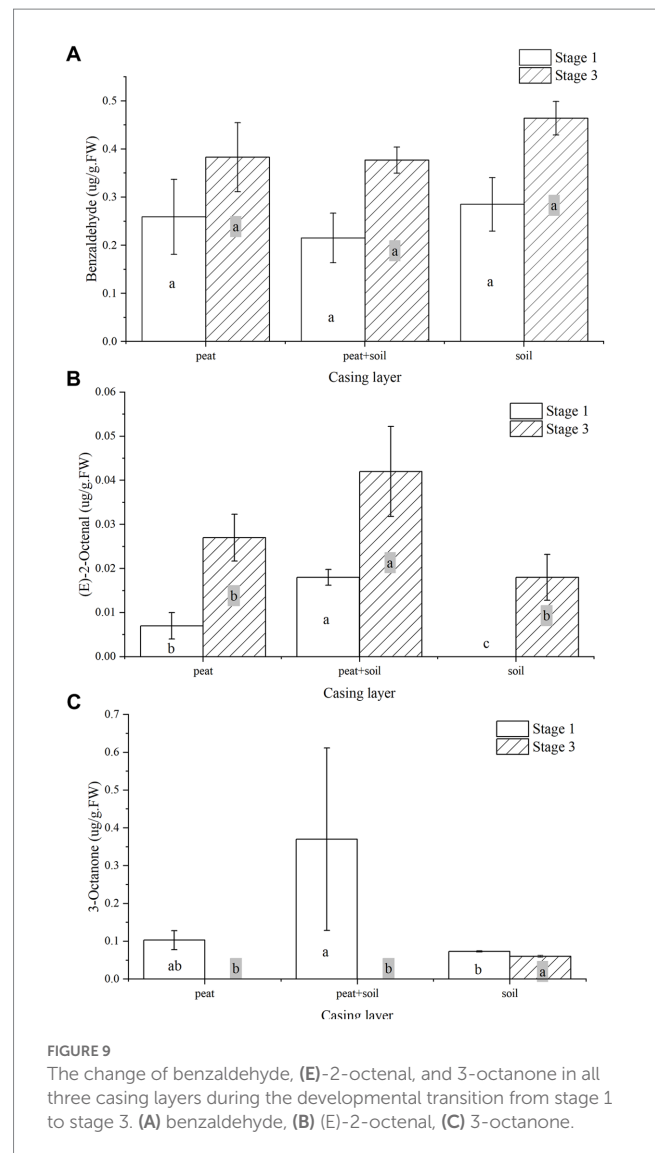 A
Stage 1
Stage 3
Benzaldehyde (ug/g.FW)
0.5
0.4
0.3
0.2
0.1
0.0
a
a
a
a
a
a
peat
peat+soil
soil
Casing layer
B
Stage 1
Stage 3
(E)-2-Octenal (ug/g.FW)
0.06
0.05
0.04
0.03
0.02
0.01
0.00
b
b
a
a
c
b
peat
peat+soil
soil
Casing layer
C
Stage 1
Stage 3
3-Octanone (ug/g.FW)
0.7
0.6
0.5
0.4
0.3
0.2
0.1
0.0
ab
b
a
b
b
a
peat
peat+soil
soil
Casing layer
FIGURE 9
The change of benzaldehyde, (E)-2-octenal, and 3-octanone in all
three casing layers during the developmental transition from stage 1
to stage 3. (A) benzaldehyde, (B) (E)-2-octenal, (C) 3-octanone.